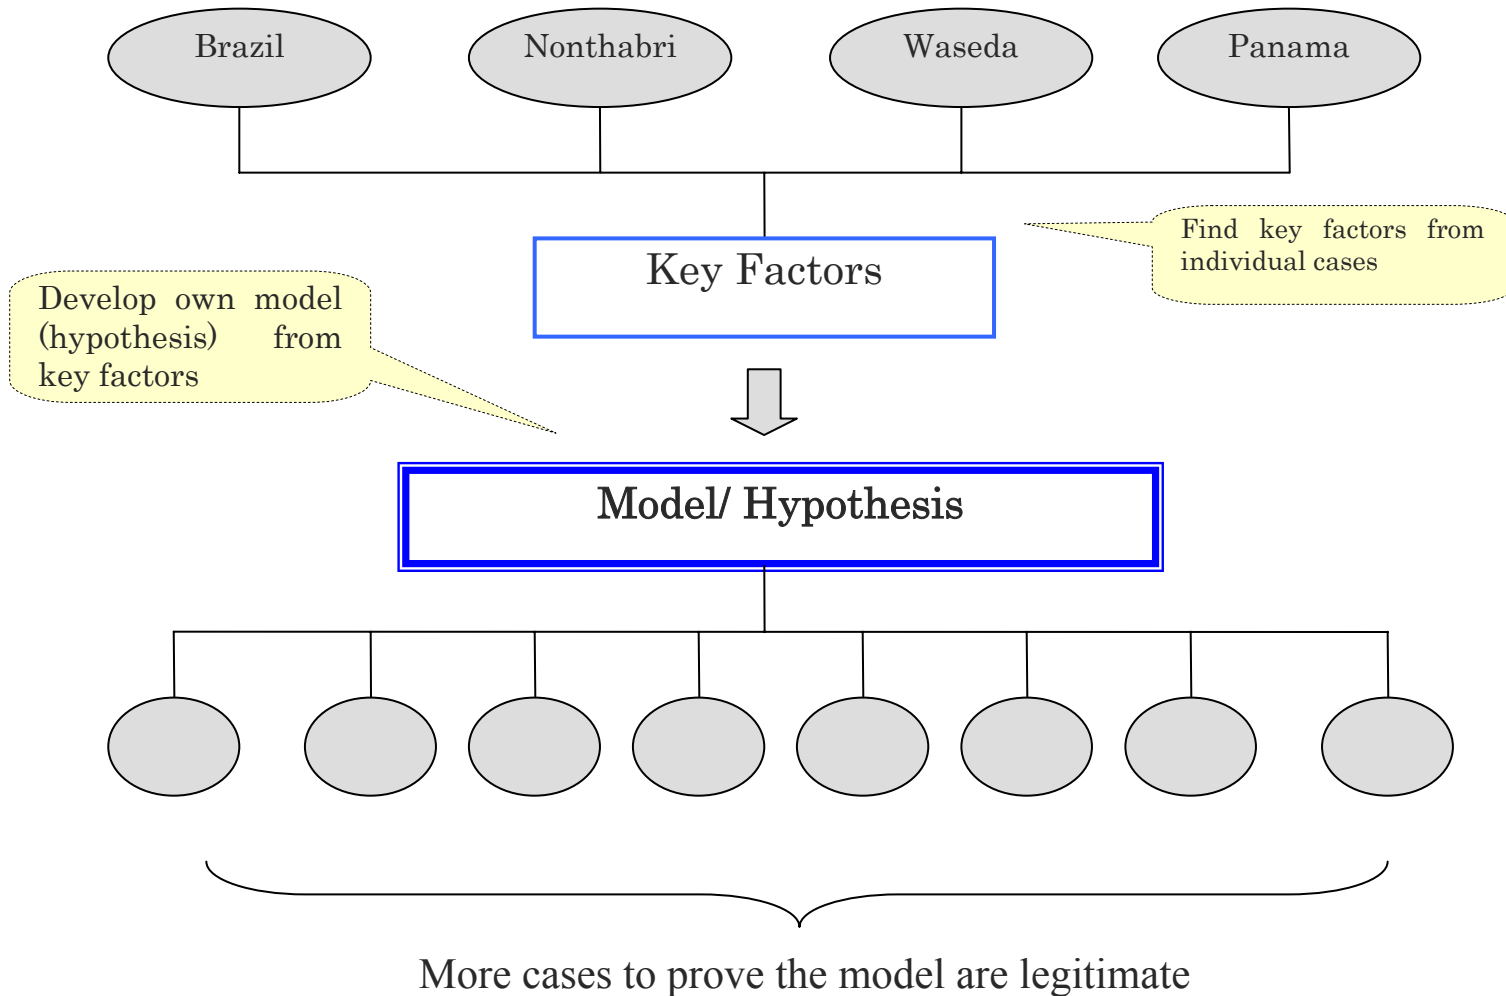 Brazil
Nonthabri
Waseda
Panama
Find key factors from
individual cases
Key Factors
Develop own model
(hypothesis) from
key factors
Model/ Hypothesis
More cases to prove the model are legitimate